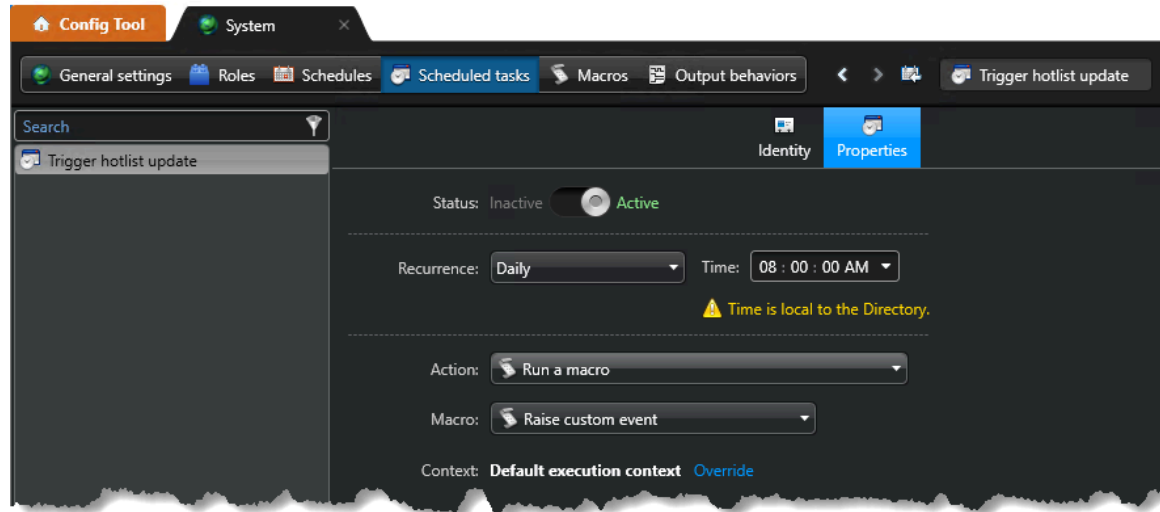 Config Tool System
General settings Roles Schedules Scheduled tasks Macros Output behaviors Trigger hotlist update
Search
Trigger hotlist update
Identity Properties
Status: Inactive Active
Recurrence: Daily Time: 08 : 00 : 00 AM
Time is local to the Directory.
Action: Run a macro
Macro: Raise custom event
Context: Default execution context Override